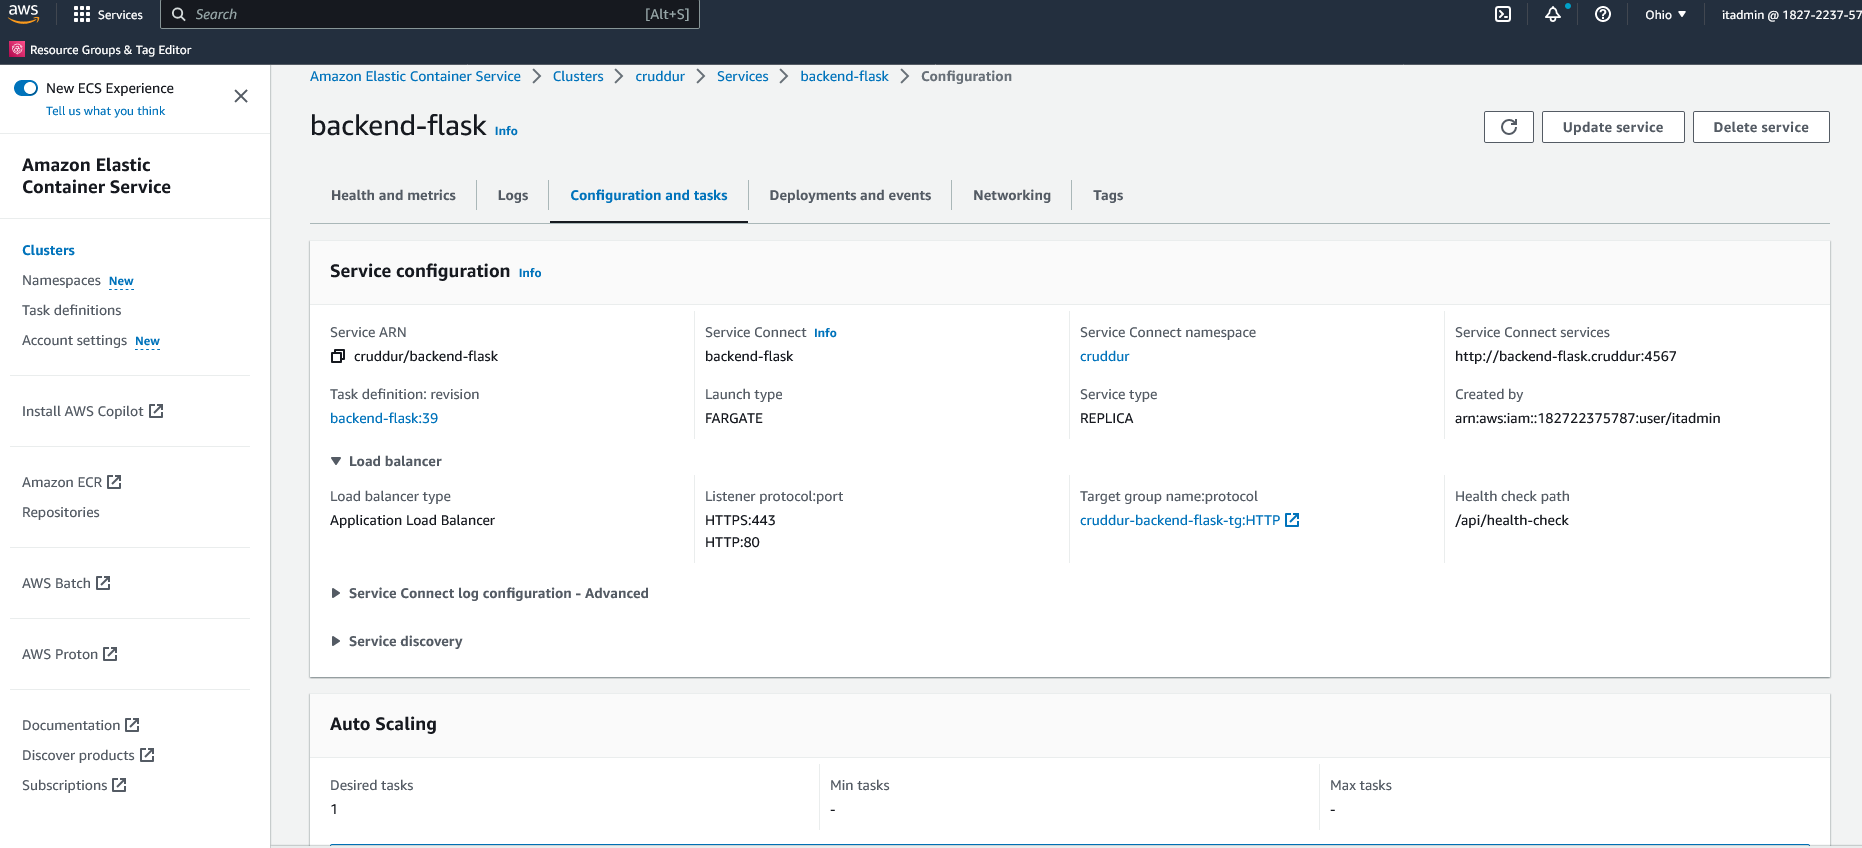 aws
Services
Search
[Alt+S]
Ohio
itadmin @ 1827-2237-57
Resource Groups & Tag Editor
New ECS Experience
Tell us what you think
Amazon Elastic
Container Service
Clusters
Namespaces New
Task definitions
Account settings New
Install AWS Copilot
Amazon ECR
Repositories
AWS Batch
AWS Proton
Documentation
Discover products
Subscriptions
Amazon Elastic Container Service > Clusters > cruddur > Services > backend-flask > Configuration
backend-flask Info
Update service
Delete service
Health and metrics
Logs
Configuration and tasks
Deployments and events
Networking
Tags
Service configuration Info
Service ARN
cruddur/backend-flask
Service Connect Info
backend-flask
Service Connect namespace
cruddur
Service Connect services
http://backend-flask.cruddur:4567
Task definition: revision
backend-flask:39
Launch type
FARGATE
Service type
REPLICA
Created by
arn:aws:iam::182722375787:user/itadmin
Load balancer
Load balancer type
Application Load Balancer
Listener protocol:port
HTTPS:443
HTTP:80
Target group name:protocol
cruddur-backend-flask-tg:HTTP
Health check path
/api/health-check
Service Connect log configuration - Advanced
Service discovery
Auto Scaling
Desired tasks
1
Min tasks
-
Max tasks
-